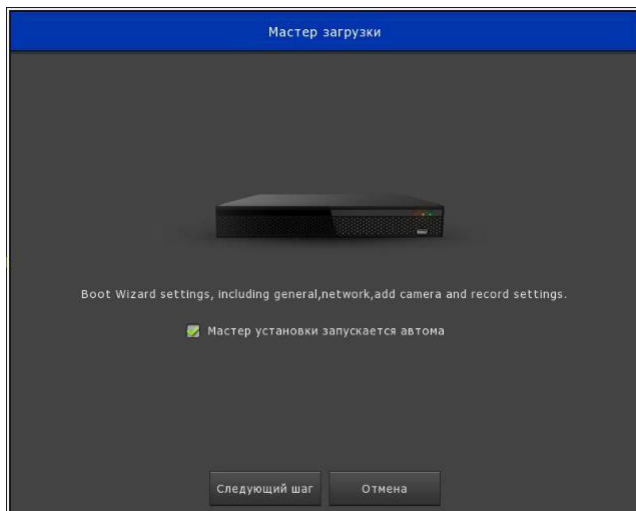 Мастер загрузки
Boot Wizard settings, including general,network,add camera and record settings.
Мастер установки запускается автома
Следующий шаг
Отмена